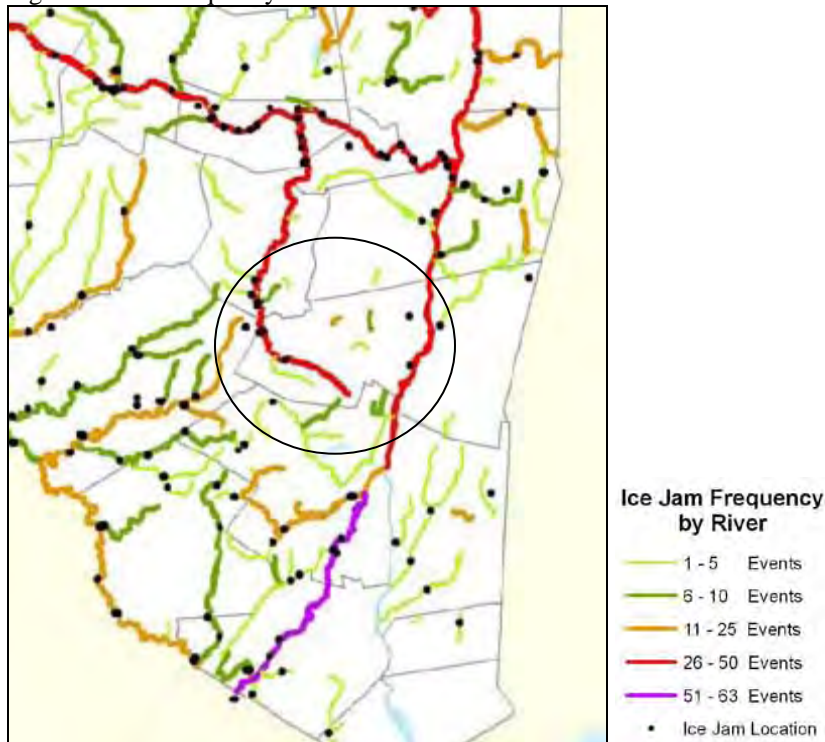 Ice Jam Frequency
by River
1 - 5 Events
6 - 10 Events
11 - 25 Events
26 - 50 Events
51 - 63 Events
Ice Jam Location